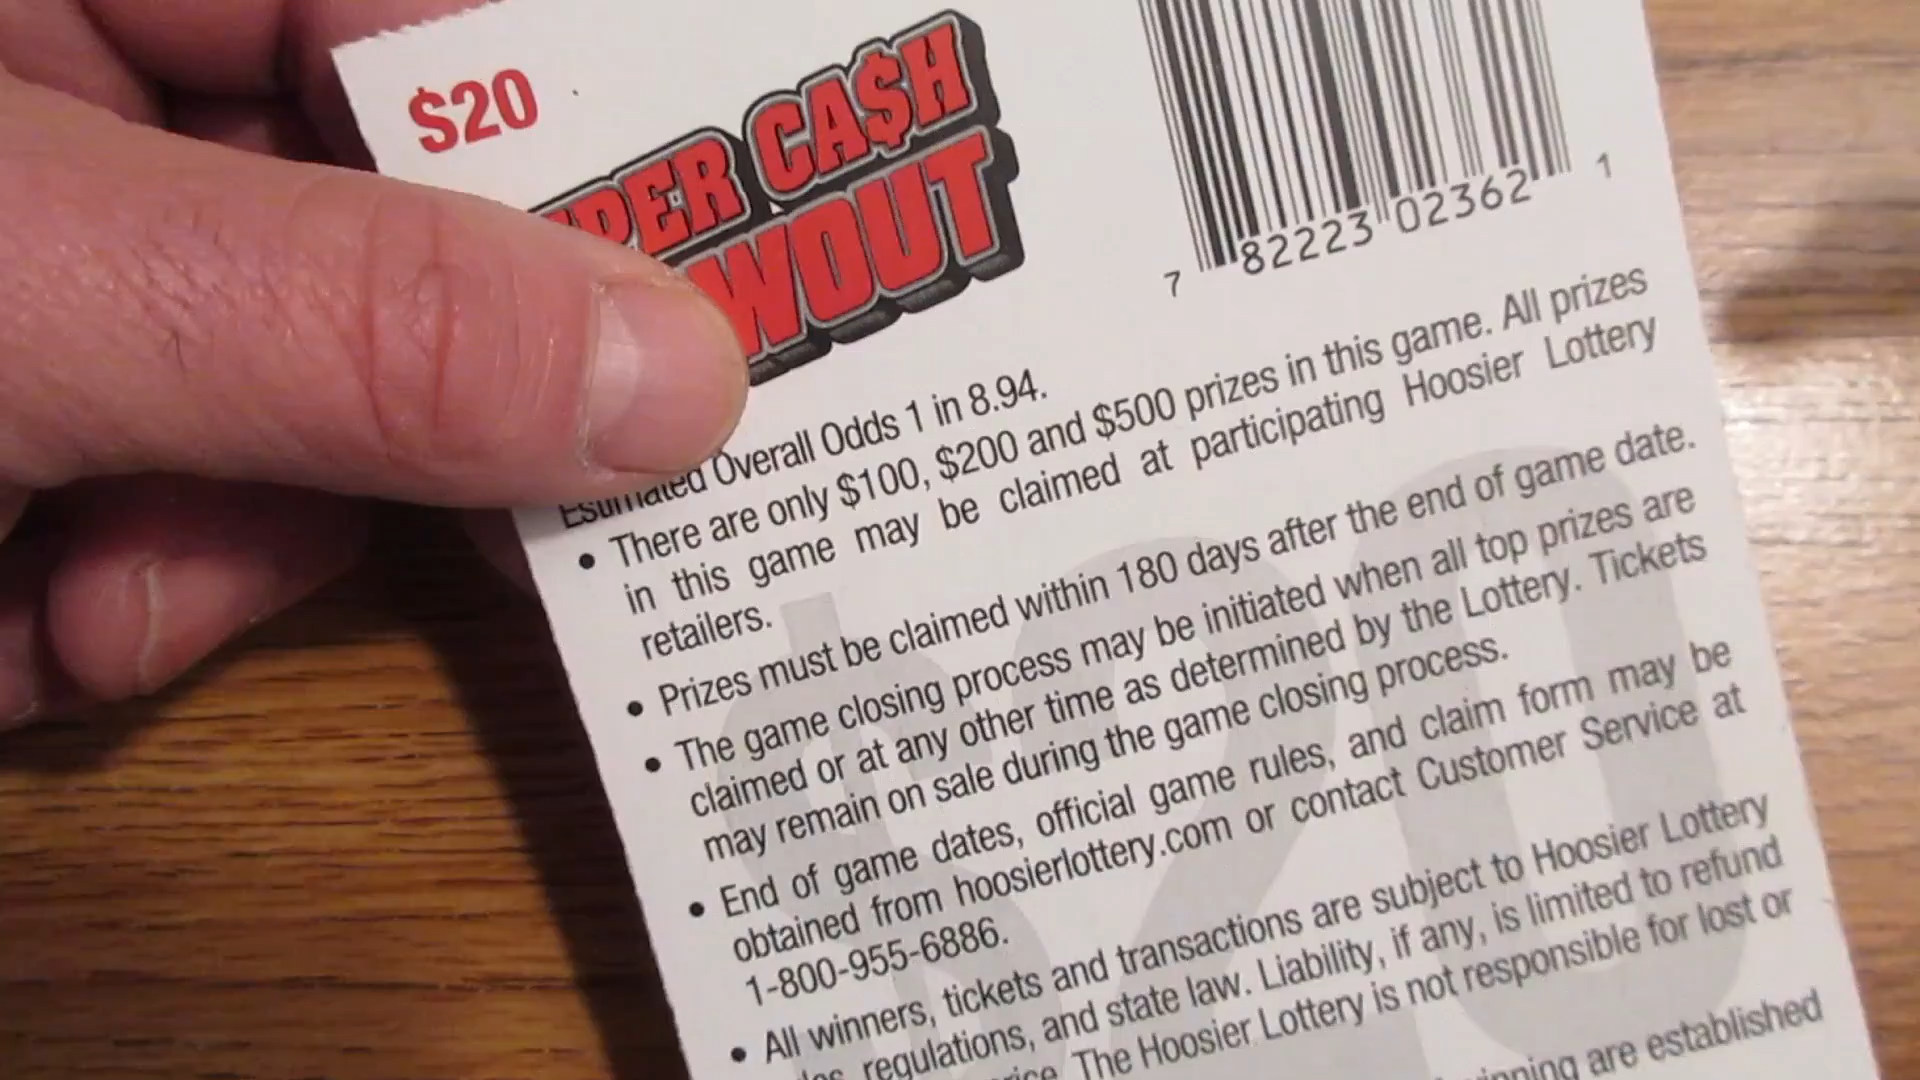 $20
CA$H
WOUT
7 82223 02362 1
Estimated Overall Odds 1 in 8.94.
• There are only $100, $200 and $500 prizes in this game. All prizes
in this game may be claimed at participating Hoosier Lottery
retailers.
• Prizes must be claimed within 180 days after the end of game date.
• The game closing process may be initiated when all top prizes are
claimed or at any other time as determined by the Lottery. Tickets
may remain on sale during the game closing process.
• End of game dates, official game rules, and claim form may be
obtained from hoosierlottery.com or contact Customer Service at
1-800-955-6886.
• All winners, tickets and transactions are subject to Hoosier Lottery
regulations, and state law. Liability, if any, is limited to refund
The Hoosier Lottery is not responsible for lost or
are established